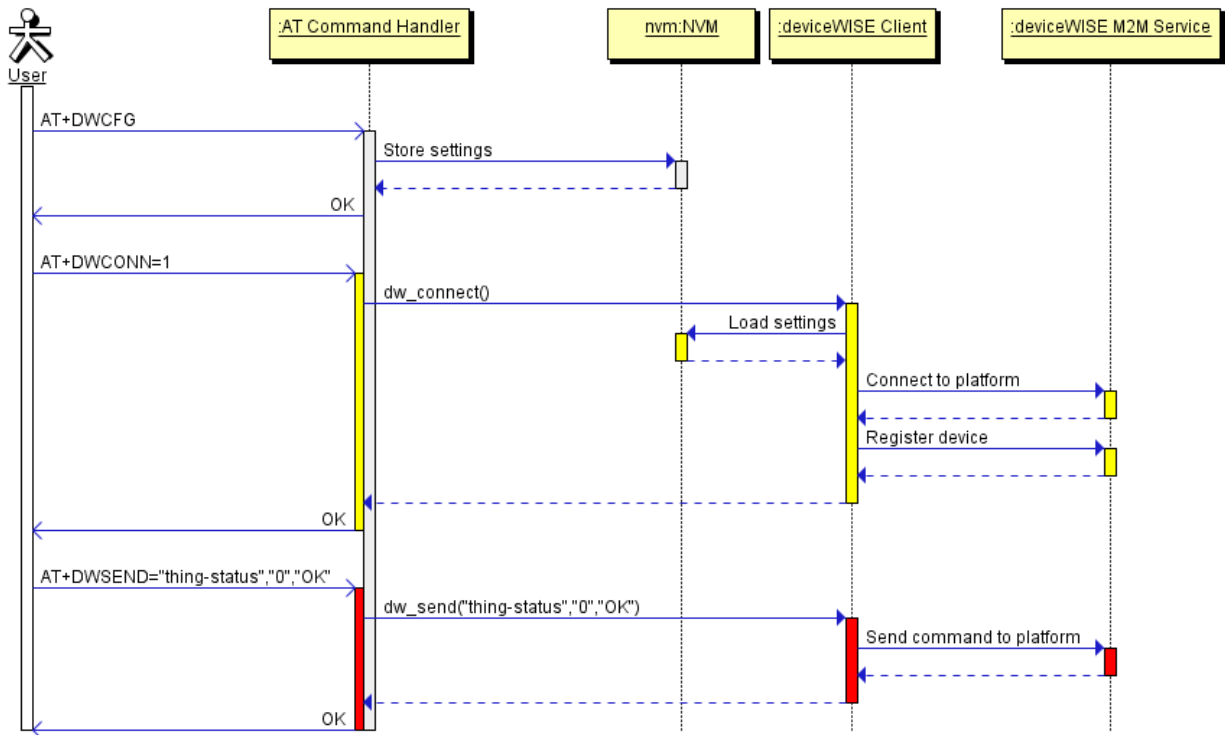 :AT Command Handler
nvm:NVM
:deviceWISE Client
:deviceWISE M2M Service
User
AT+DWCFG
Store settings
OK
AT+DWCONN=1
dw_connect()
Load settings
Connect to platform
Register device
OK
AT+DWSEND="thing-status","0","OK"
dw_send("thing-status","0","OK")
Send command to platform
OK